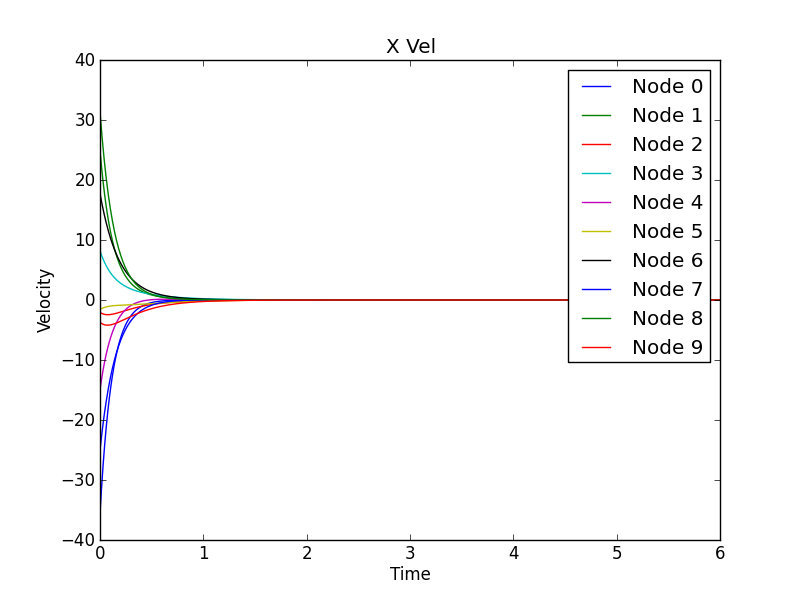 X Vel
40
30
20
10
0
−10
−20
−30
−40
Velocity
Node 0
Node 1
Node 2
Node 3
Node 4
Node 5
Node 6
Node 7
Node 8
Node 9
0 1 2 3 4 5 6
Time